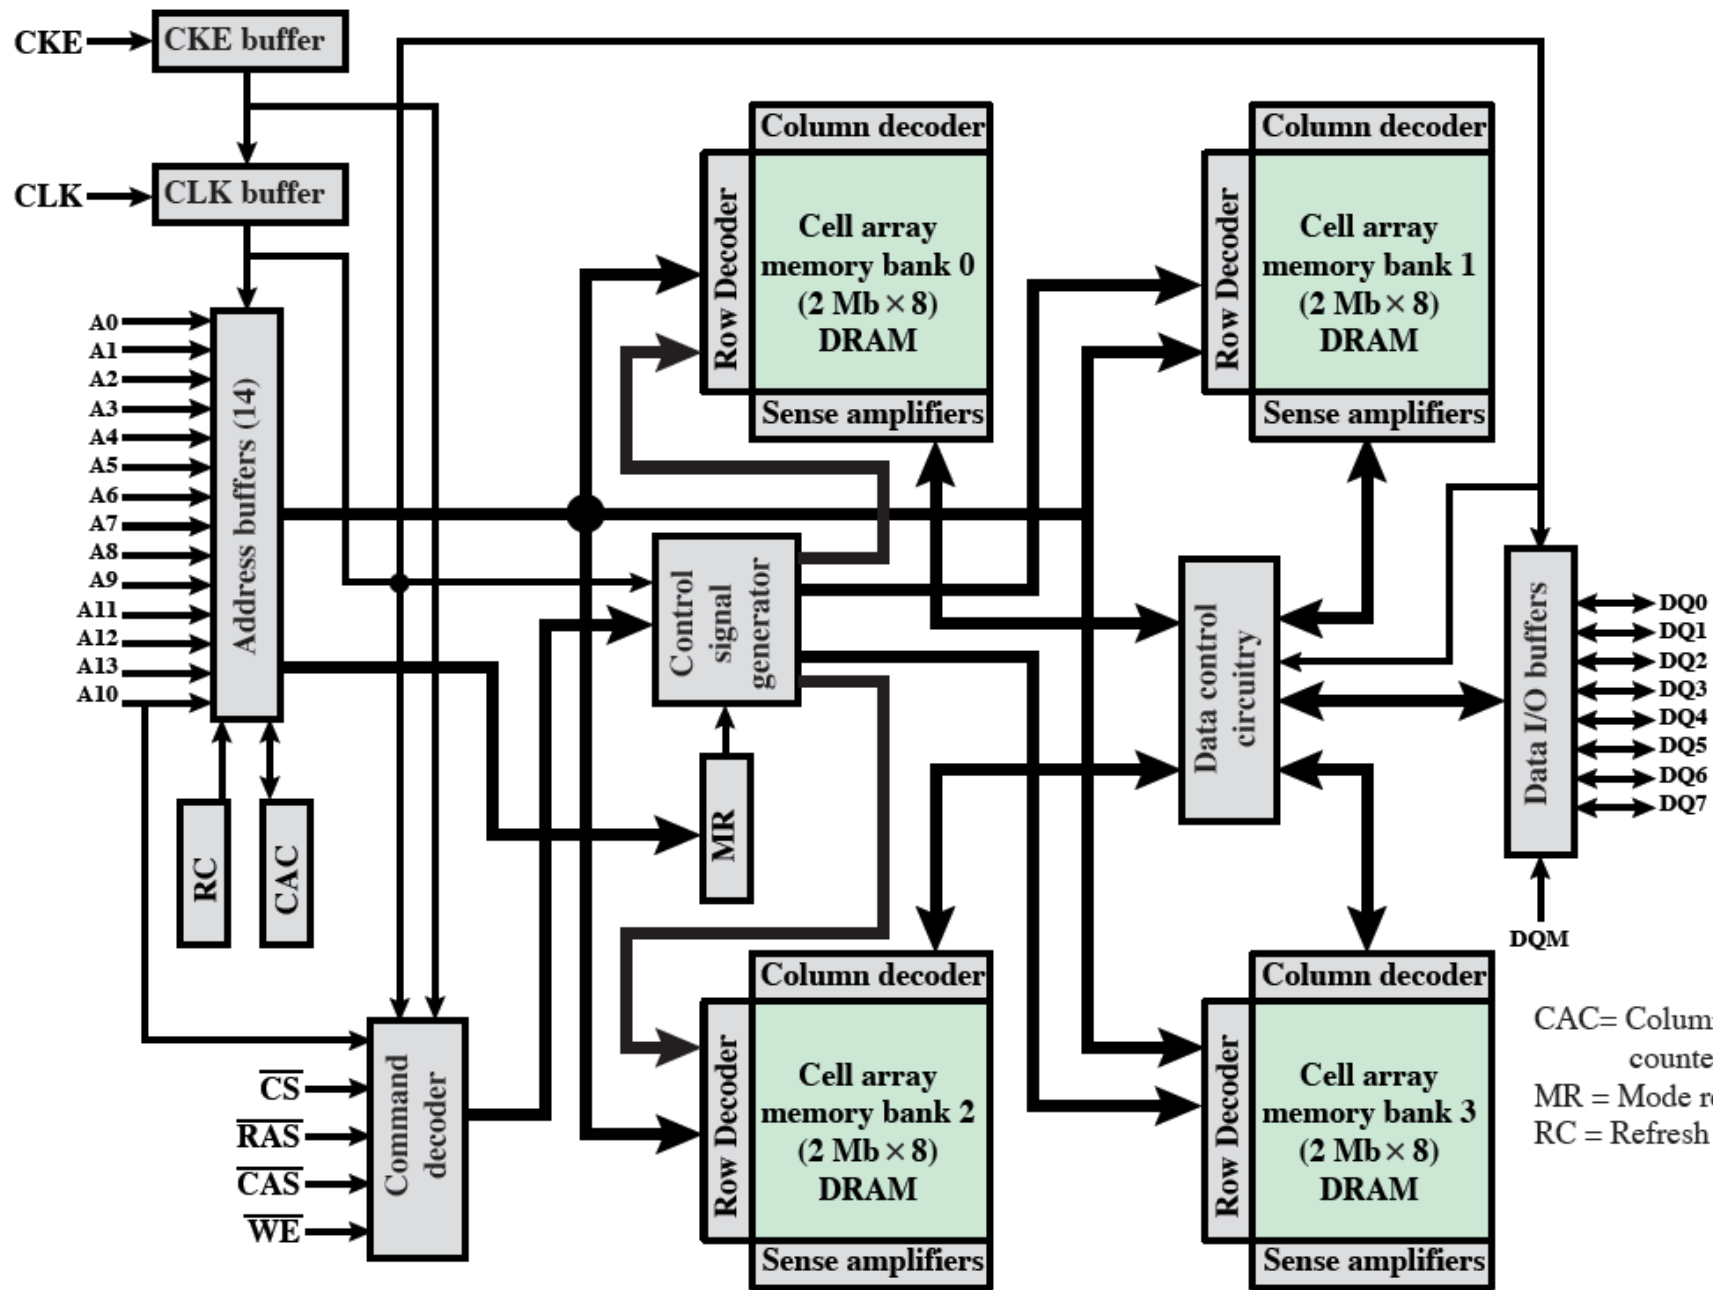 CKE
CKE buffer
CLK
CLK buffer
A0
A1
A2
A3
A4
A5
A6
A7
A8
A9
A11
A12
A13
A10
Address buffers (14)
RC
CAC
CS
RAS
CAS
WE
Command
decoder
Control
signal
generator
MR
Column decoder
Row Decoder
Cell array
memory bank 0
(2 Mb × 8)
DRAM
Sense amplifiers
Column decoder
Row Decoder
Cell array
memory bank 1
(2 Mb × 8)
DRAM
Sense amplifiers
Column decoder
Row Decoder
Cell array
memory bank 2
(2 Mb × 8)
DRAM
Sense amplifiers
Column decoder
Row Decoder
Cell array
memory bank 3
(2 Mb × 8)
DRAM
Sense amplifiers
Data control
circuitry
Data I/O buffers
DQ0
DQ1
DQ2
DQ3
DQ4
DQ5
DQ6
DQ7
DQM
CAC=
MR = Mode
RC = Refresh